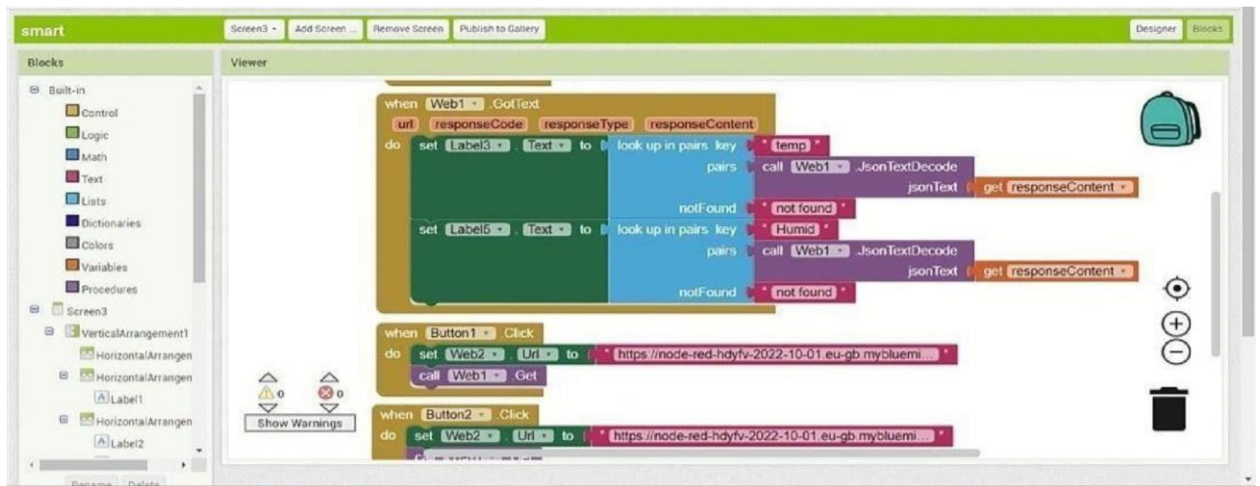 smart Screen3 Add Screen ... Remove Screen Publish to Gallery Designer Blocks
Blocks
Viewer
Built-in
Control
Logic
Math
Text
Lists
Dictionaries
Colors
Variables
Procedures
Screen3
VerticalArrangement1
HorizontalArrangen
HorizontalArrangen
Label1
HorizontalArrangen
Label2
Rename Delete
when Web1 .GotText
url responseCode responseType responseContent
do set Label3 . Text to look up in pairs key " temp "
pairs call Web1 .JsonTextDecode
jsonText get responseContent
notFound " not found "
set Label5 . Text to look up in pairs key " Humid "
pairs call Web1 .JsonTextDecode
jsonText get responseContent
notFound " not found "
when Button1 .Click
do set Web2 . Url to " https://node-red-hdyfv-2022-10-01.eu-gb.mybluemi... "
call Web1 .Get
when Button2 .Click
do set Web2 . Url to " https://node-red-hdyfv-2022-10-01.eu-gb.mybluemi... "
0 0
Show Warnings